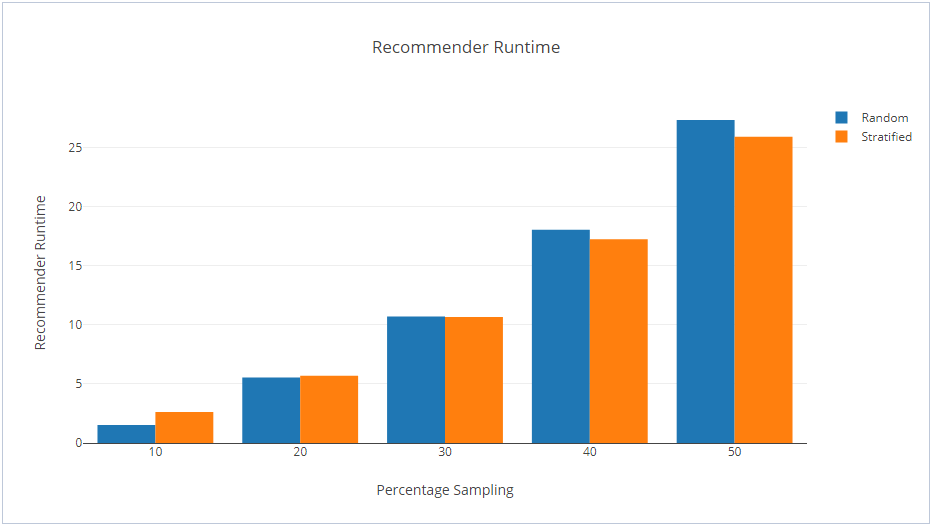 Recommender Runtime
Random
Stratified
Recommender Runtime
25
20
15
10
5
0
10 20 30 40 50
Percentage Sampling